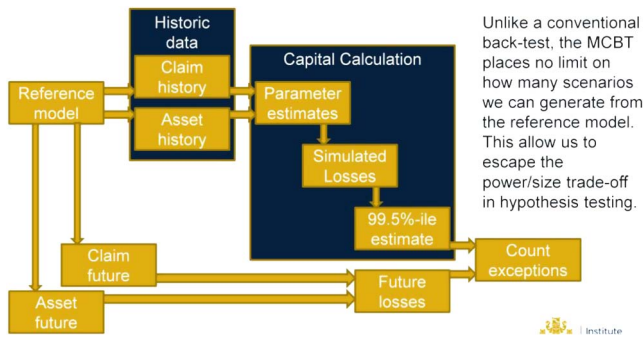 Historic
data
Claim
history
Asset
history
Reference
model
Capital Calculation
Parameter
estimates
Simulated
Losses
99.5%-ile
estimate
Claim
future
Asset
future
Future
losses
Count
exceptions
Unlike a conventional
back-test, the MCBT
places no limit on
how many scenarios
we can generate from
the reference model.
This allow us to
escape the
power/size trade-off
in hypothesis testing.
Institute